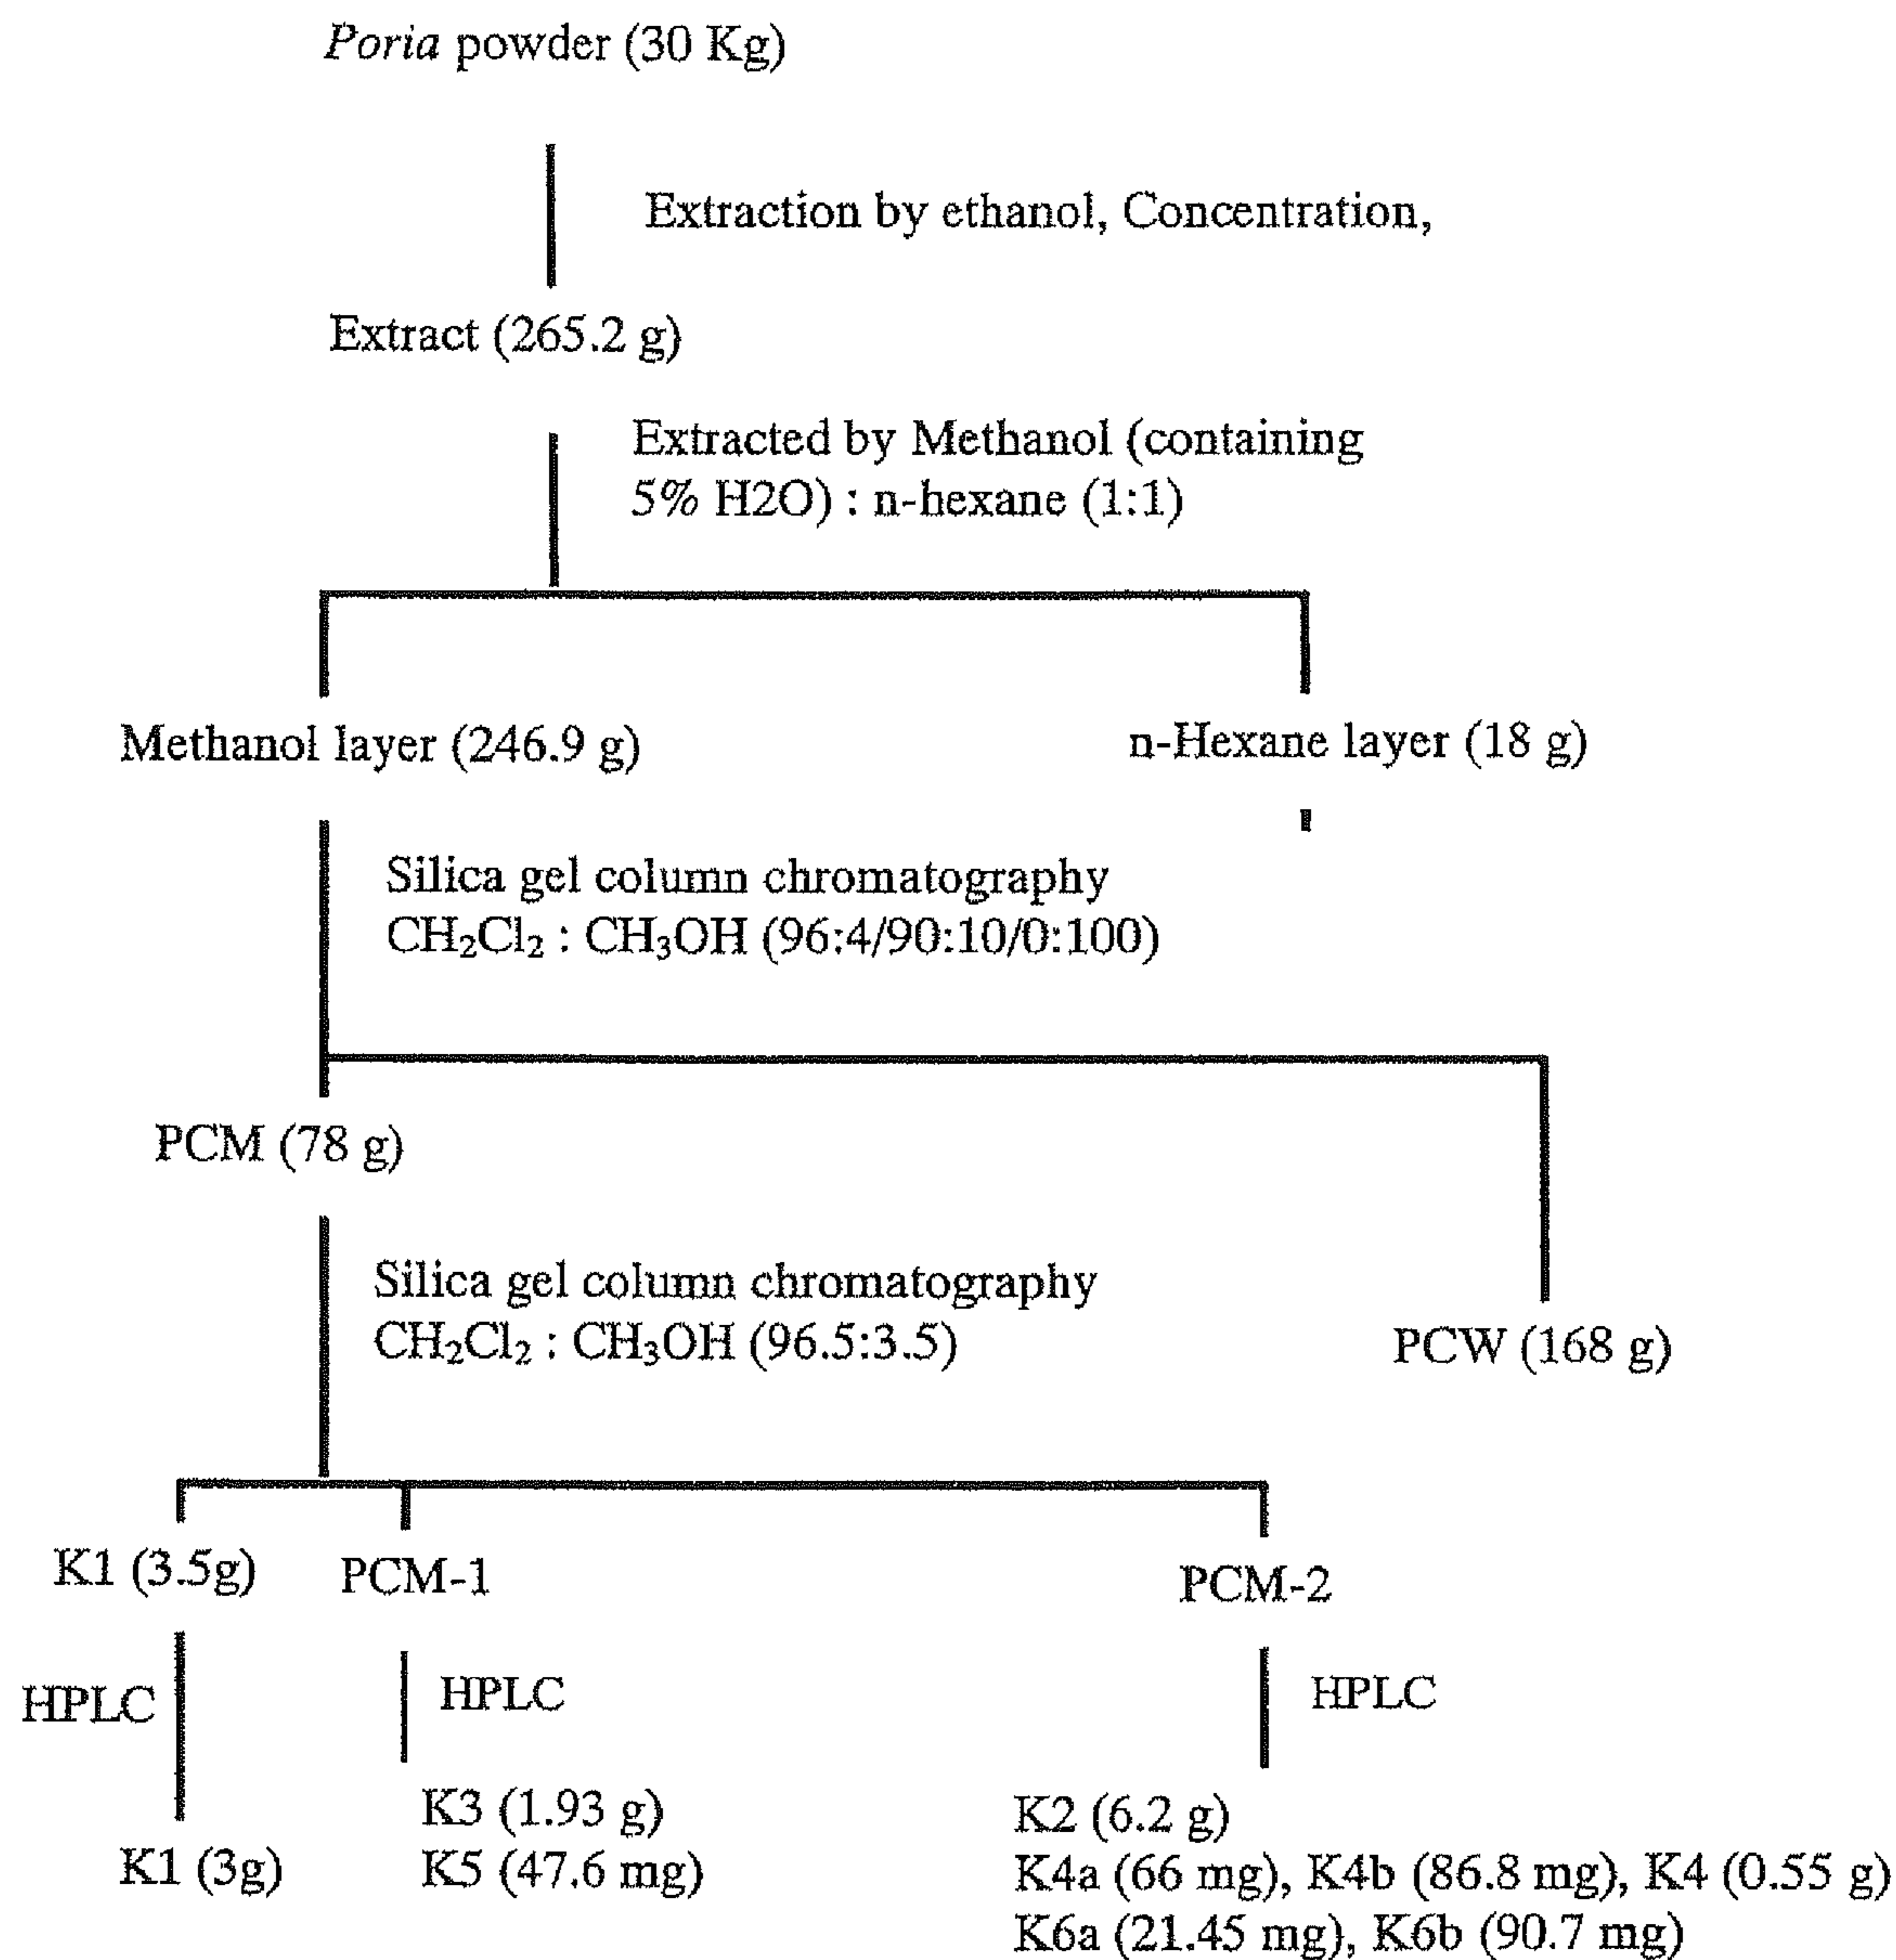 Poria powder (30 Kg)
Extraction by ethanol, Concentration,
Extract (265.2 g)
Extracted by Methanol (containing
5% H2O) : n-hexane (1:1)
Methanol layer (246.9 g)
n-Hexane layer (18 g)
Silica gel column chromatography
CH₂Cl₂ : CH₃OH (96:4/90:10/0:100)
PCM (78 g)
Silica gel column chromatography
CH₂Cl₂ : CH₃OH (96.5:3.5)
PCW (168 g)
K1 (3.5g)
PCM-1
PCM-2
HPLC
HPLC
HPLC
K1 (3g)
K3 (1.93 g)
K5 (47.6 mg)
K2 (6.2 g)
K4a (66 mg), K4b (86.8 mg), K4 (0.55 g)
K6a (21.45 mg), K6b (90.7 mg)